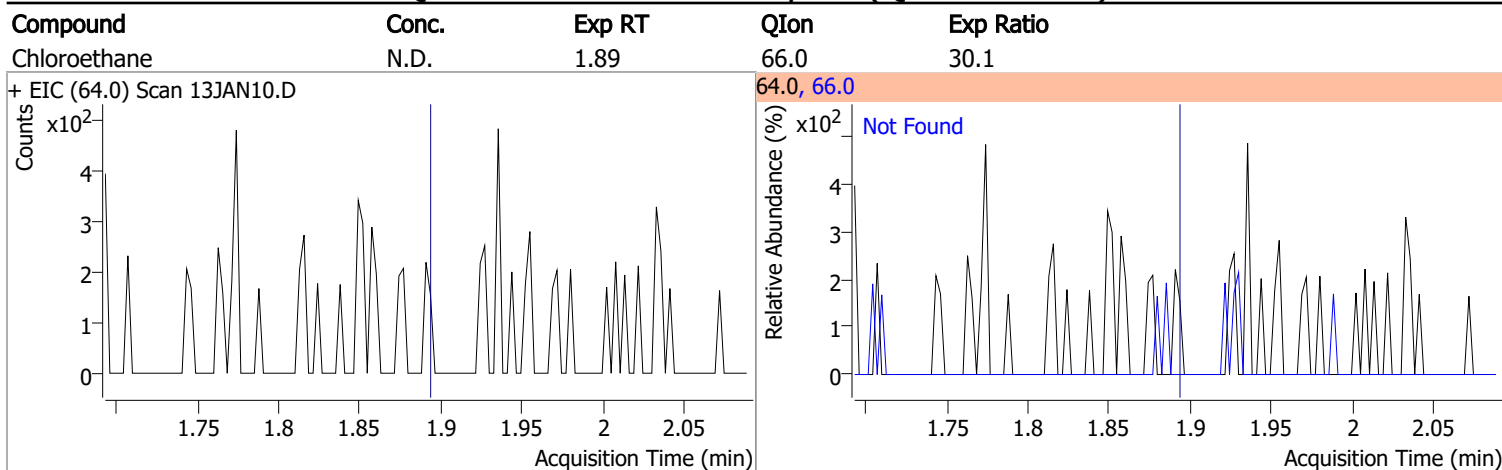 Compound Conc. Exp RT QIon Exp Ratio
Chloroethane N.D. 1.89 66.0 30.1
+ EIC (64.0) Scan 13JAN10.D
Counts
x10²
4
3
2
1
0
1.75 1.8 1.85 1.9 1.95 2 2.05
Acquisition Time (min)
64.0, 66.0
Relative Abundance (%)
x10²
Not Found
4
3
2
1
0
1.75 1.8 1.85 1.9 1.95 2 2.05
Acquisition Time (min)